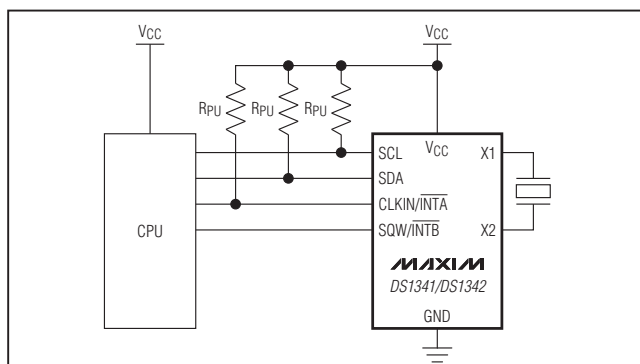 VCC
VCC
RPU
RPU
RPU
SCL
VCC
X1
SDA
CLKIN/INTA
CPU
SQW/INTB
X2
MAXIM
DS1341/DS1342
GND